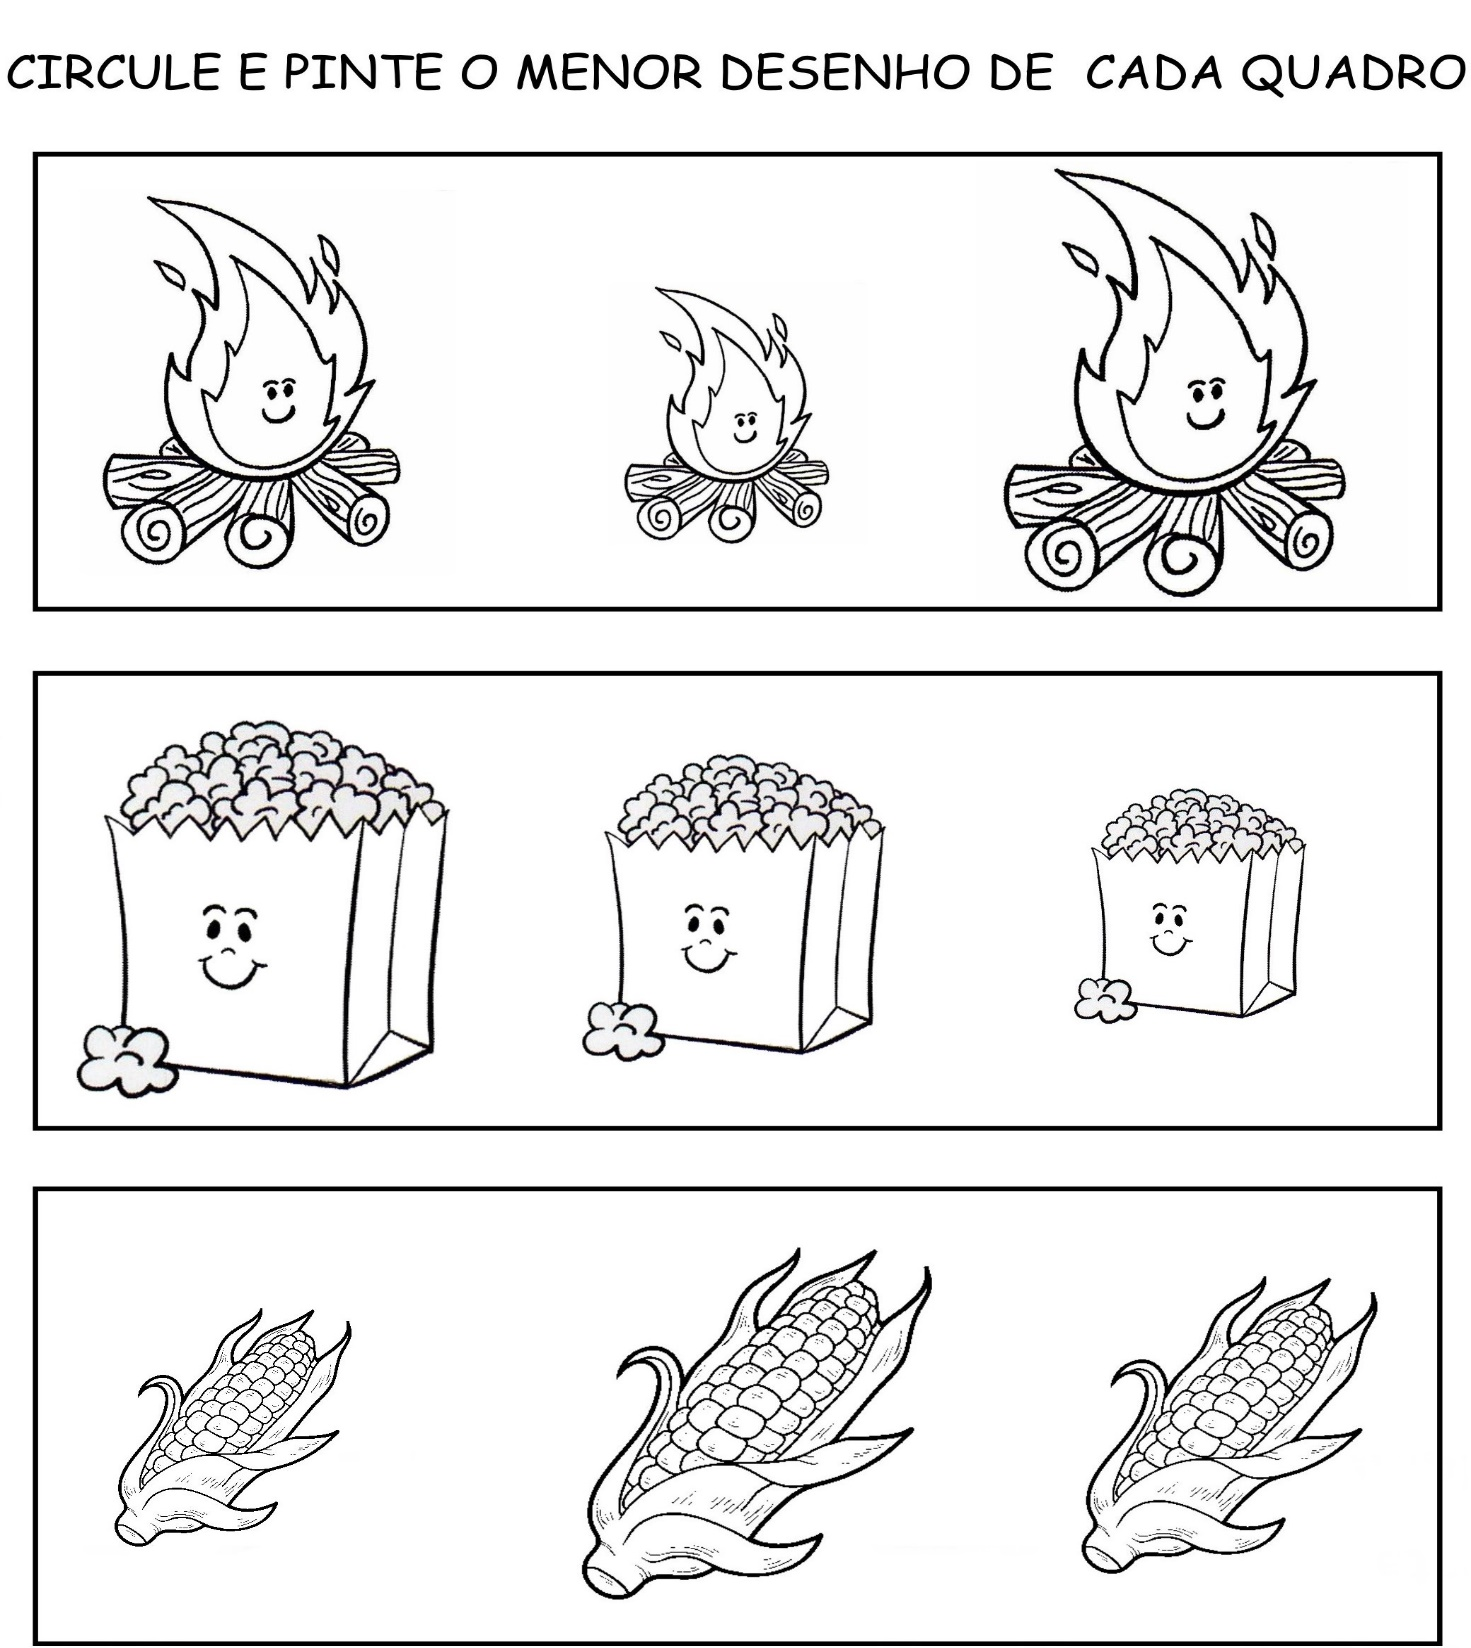 CIRCULE E PINTE O MENOR DESENHO DE CADA QUADRO